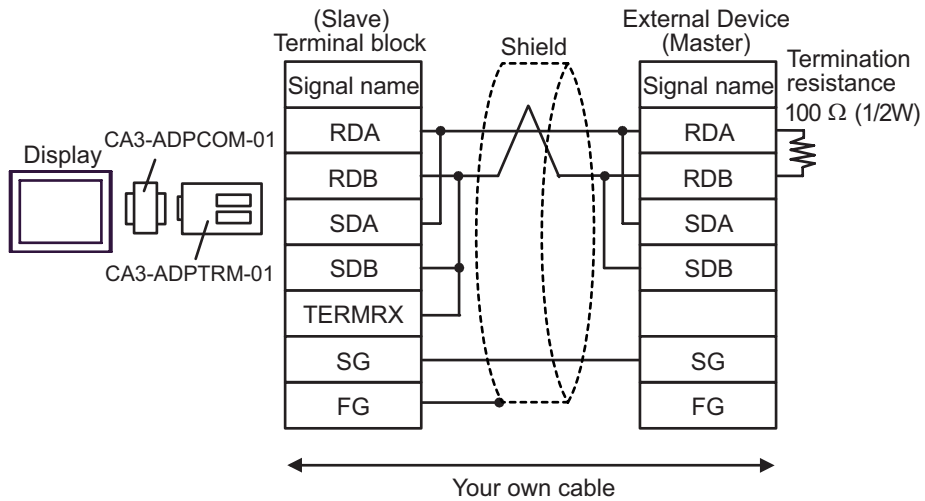 (Slave)
Terminal block
Shield
External Device
(Master)
Termination
resistance
100 Ω (1/2W)
Display
CA3-ADPCOM-01
CA3-ADPTRM-01
Signal name
RDA
RDB
SDA
SDB
TERMRX
SG
FG
Signal name
RDA
RDB
SDA
SDB
SG
FG
Your own cable